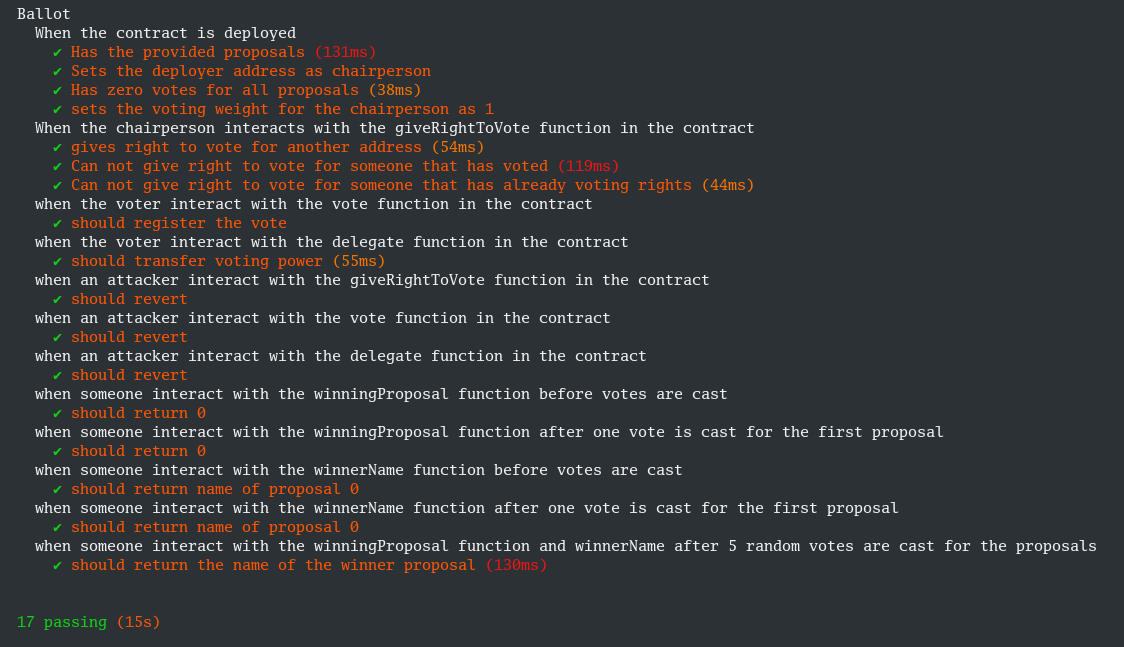 Ballot
When the contract is deployed
✔ Has the provided proposals (131ms)
✔ Sets the deployer address as chairperson
✔ Has zero votes for all proposals (38ms)
✔ sets the voting weight for the chairperson as 1
When the chairperson interacts with the giveRightToVote function in the contract
✔ gives right to vote for another address (54ms)
✔ Can not give right to vote for someone that has voted (119ms)
✔ Can not give right to vote for someone that has already voting rights (44ms)
when the voter interact with the vote function in the contract
✔ should register the vote
when the voter interact with the delegate function in the contract
✔ should transfer voting power (55ms)
when an attacker interact with the giveRightToVote function in the contract
✔ should revert
when an attacker interact with the vote function in the contract
✔ should revert
when an attacker interact with the delegate function in the contract
✔ should revert
when someone interact with the winningProposal function before votes are cast
✔ should return 0
when someone interact with the winningProposal function after one vote is cast for the first proposal
✔ should return 0
when someone interact with the winnerName function before votes are cast
✔ should return name of proposal 0
when someone interact with the winnerName function after one vote is cast for the first proposal
✔ should return name of proposal 0
when someone interact with the winningProposal function and winnerName after 5 random votes are cast for the proposals
✔ should return the name of the winner proposal (130ms)
17 passing (15s)